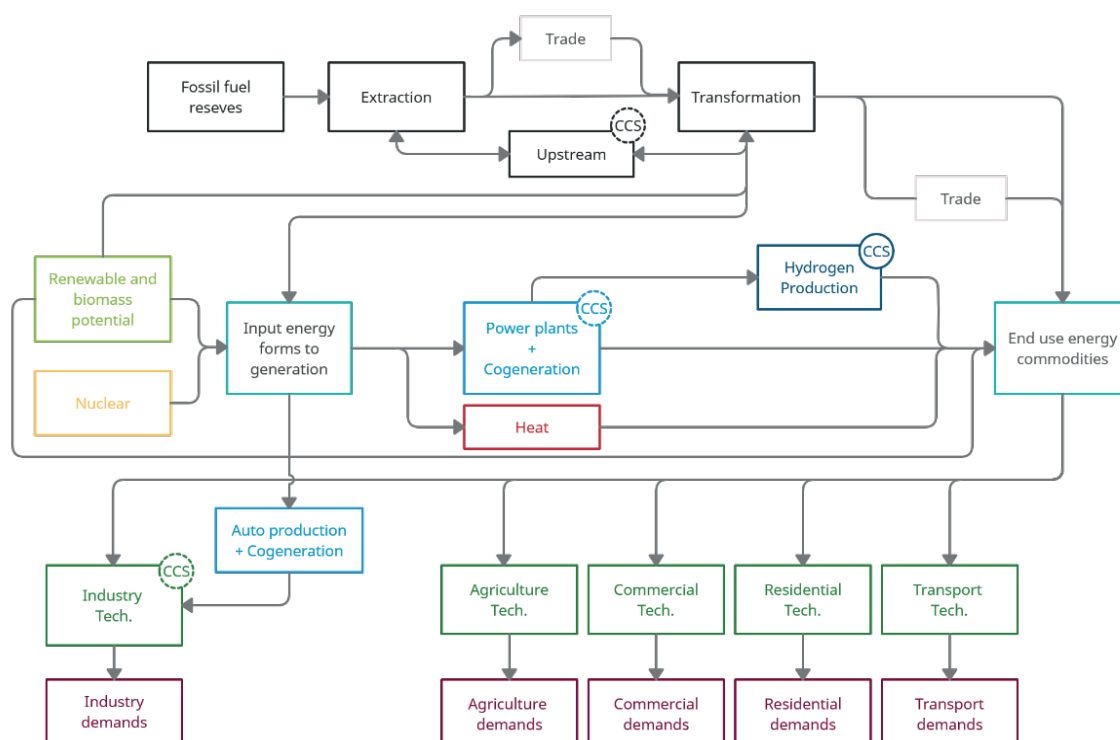 Trade
Fossil fuel
reseves
Extraction
Transformation
CCS
Upstream
Trade
CCS
Renewable and
biomass
potential
Hydrogen
Production
CCS
Input energy
forms to
generation
Power plants
+
Cogeneration
End use energy
commodities
Nuclear
Heat
Auto production
+ Cogeneration
CCS
Industry
Tech.
Agriculture
Tech.
Commercial
Tech.
Residential
Tech.
Transport
Tech.
Industry
demands
Agriculture
demands
Commercial
demands
Residential
demands
Transport
demands